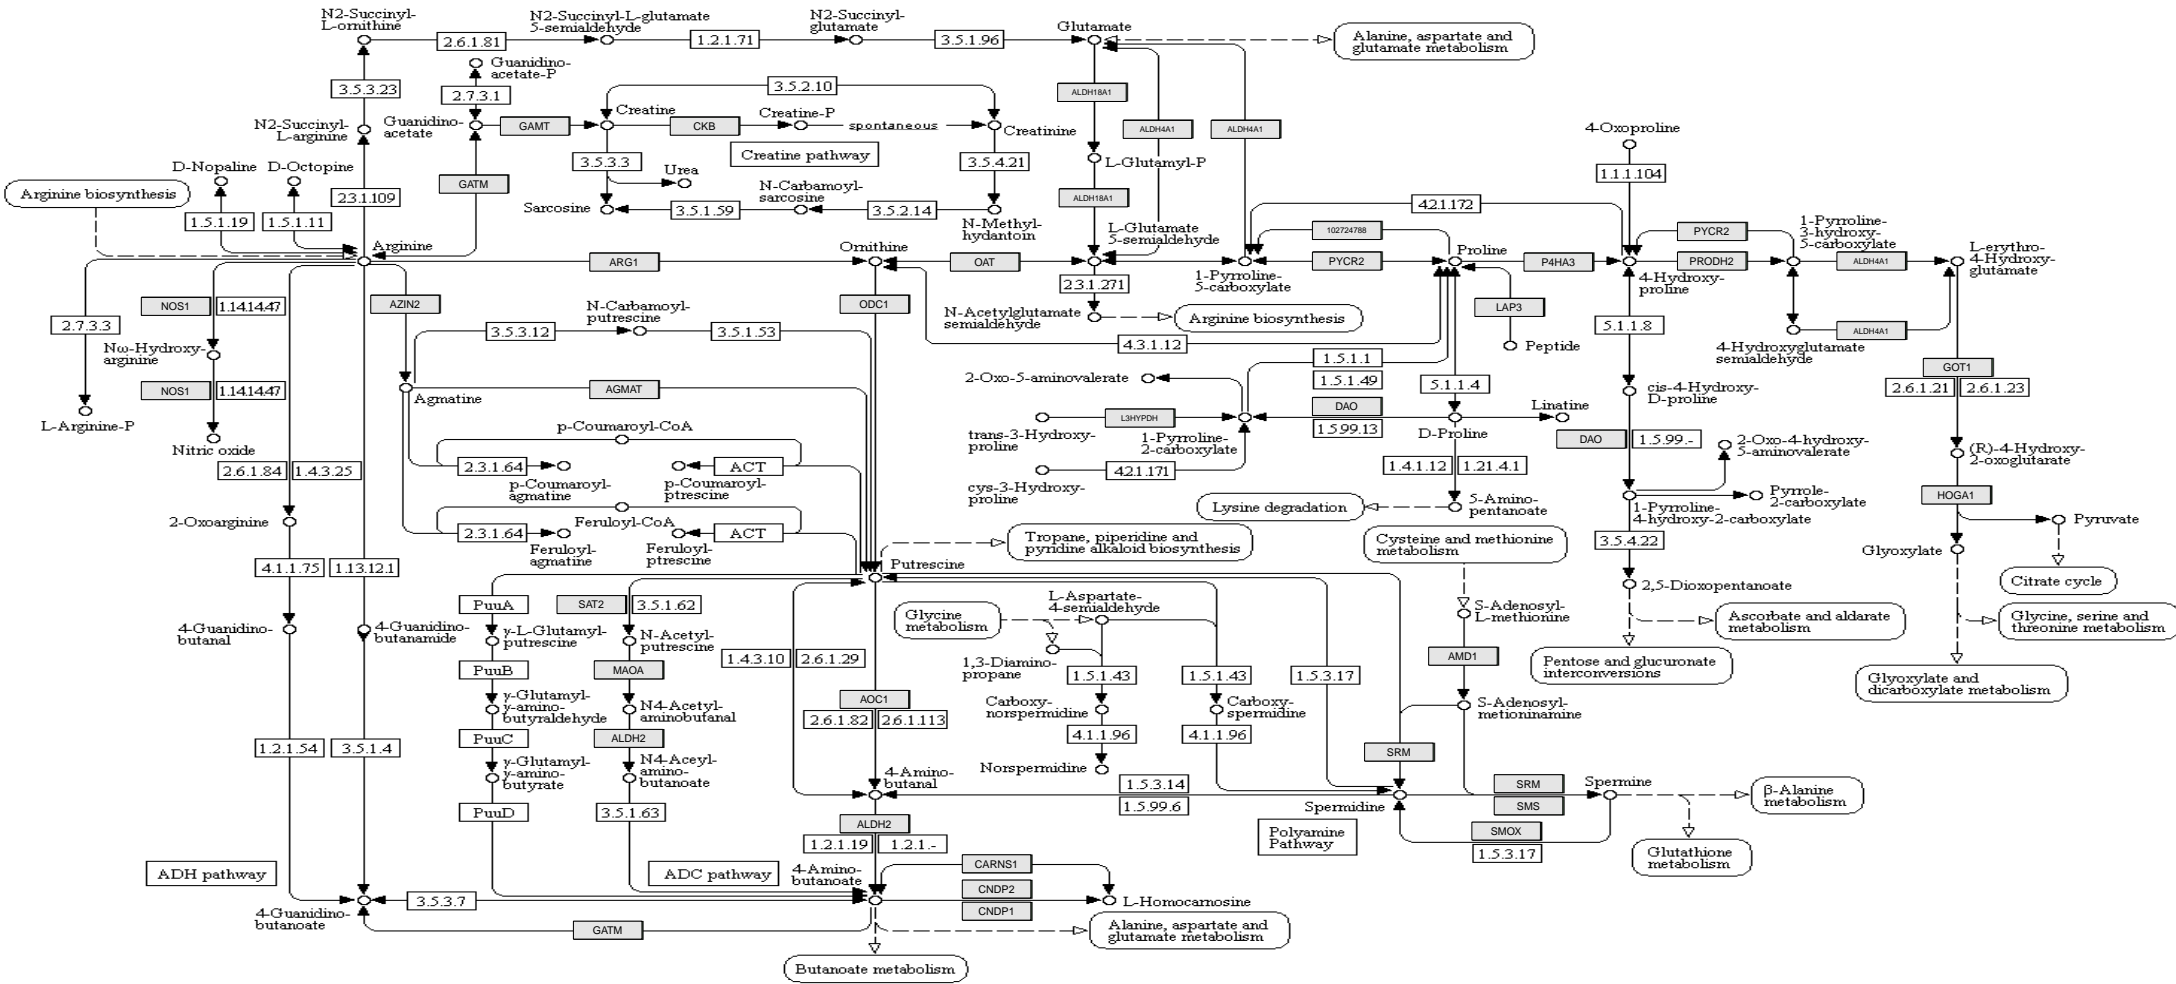 N2-Succinyl-
L-ornithine
2.6.1.81
N2-Succinyl-L-glutamate
5-semialdehyde
1.2.1.71
N2-Succinyl-
glutamate
3.5.1.96
Glutamate
Alanine, aspartate and
glutamate metabolism
3.5.3.23
Guanidino-
acetate-P
2.7.3.1
3.5.2.10
ALDH18A1
N2-Succinyl-
L-arginine
Guanidino-
acetate
GAMT
Creatine
CKB
Creatine-P
spontaneous
Creatinine
ALDH4A1
ALDH4A1
4-Oxoproline
Creatine pathway
3.5.3.3
3.5.4.21
L-Glutamyl-P
1.1.1.104
D-Nopaline
D-Octopine
Urea
Arginine biosynthesis
GATM
2.3.1.109
N-Carbamoyl-
sarcosine
ALDH18A1
1.5.1.19
1.5.1.11
Sarcosine
3.5.1.59
3.5.2.14
N-Methyl-
hydantoin
4.2.1.172
L-Glutamate
5-semialdehyde
102724788
PYCR2
1-Pyrroline-
3-hydroxy-
5-carboxylate
Arginine
Ornithine
Proline
L-erythro-
4-Hydroxy-
glutamate
ARG1
OAT
1-Pyrroline-
5-carboxylate
PYCR2
P4HA3
4-Hydroxy-
proline
PRODH2
ALDH4A1
2.3.1.271
NOS1
1.14.14.47
AZIN2
N-Carbamoyl-
putrescine
ODC1
N-Acetylglutamate
semialdehyde
Arginine biosynthesis
LAP3
2.7.3.3
3.5.3.12
3.5.1.53
4.3.1.12
Peptide
5.1.1.8
ALDH4A1
4-Hydroxyglutamate
semialdehyde
Nω-Hydroxy-
arginine
1.5.1.1
1.5.1.49
GOT1
2.6.1.21
2.6.1.23
NOS1
1.14.14.47
Agmatine
AGMAT
2-Oxo-5-aminovalerate
5.1.1.4
cis-4-Hydroxy-
D-proline
L-Arginine-P
Nitric oxide
p-Coumaroyl-CoA
trans-3-Hydroxy-
proline
L3HYPDH
1-Pyrroline-
2-carboxylate
DAO
1.5.99.13
D-Proline
Linatine
DAO
1.5.99.-
2-Oxo-4-hydroxy-
5-aminovalerate
(R)-4-Hydroxy-
2-oxoglutarate
2.6.1.84
1.4.3.25
2.3.1.64
ACT
p-Coumaroyl-
agmatine
p-Coumaroyl-
ptrescine
4.2.1.171
cys-3-Hydroxy-
proline
1.4.1.12
1.21.4.1
Pyrrole-
2-carboxylate
HOGA1
2-Oxoarginine
Feruloyl-CoA
2.3.1.64
ACT
Feruloyl-
agmatine
Feruloyl-
ptrescine
Lysine degradation
5-Amino-
pentanoate
1-Pyrroline-
4-hydroxy-2-carboxylate
Pyruvate
Tropane, piperidine and
pyridine alkaloid biosynthesis
Cysteine and methionine
metabolism
3.5.4.22
Glyoxylate
4.1.1.75
1.13.12.1
Putrescine
2,5-Dioxopentanoate
Citrate cycle
PuuA
SAT2
3.5.1.62
Glycine
metabolism
L-Aspartate-
4-semialdehyde
S-Adenosyl-
L-methionine
Ascorbate and aldarate
metabolism
Glycine, serine and
threonine metabolism
4-Guanidino-
butanal
4-Guanidino-
butanamide
γ-L-Glutamyl-
putrescine
N-Acetyl-
putrescine
1.4.3.10
2.6.1.29
1,3-Diamino-
propane
AMD1
Pentose and glucuronate
interconversions
PuuB
MAOA
1.5.1.43
1.5.1.43
1.5.3.17
Glyoxylate and
dicarboxylate metabolism
γ-Glutamyl-
γ-amino-
butyraldehyde
N4-Acetyl-
aminobutanal
AOC1
2.6.1.82
2.6.1.113
Carboxy-
norspermidine
Carboxy-
spermidine
S-Adenosyl-
metioninamine
1.2.1.54
3.5.1.4
PuuC
ALDH2
4.1.1.96
4.1.1.96
SRM
γ-Glutamyl-
γ-amino-
butyrate
N4-Aceyl-
amino-
butanoate
Norspermidine
4-Amino-
butanal
1.5.3.14
1.5.99.6
SRM
SMS
Spermine
β-Alanine
metabolism
PuuD
3.5.1.63
Spermidine
ALDH2
1.2.1.19
1.2.1.-
Polyamine
Pathway
SMOX
1.5.3.17
Glutathione
metabolism
ADH pathway
ADC pathway
4-Amino-
butanoate
CARNS1
CNDP2
CNDP1
L-Homocarnosine
4-Guanidino-
butanoate
3.5.3.7
GATM
Alanine, aspartate and
glutamate metabolism
Butanoate metabolism